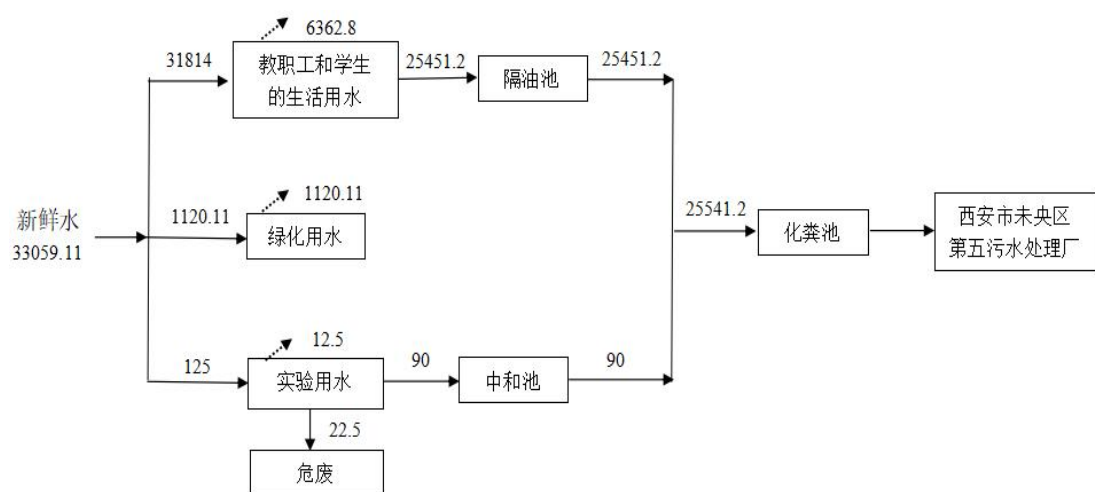 6362.8
31814
教职工和学生
的生活用水
25451.2
隔油池
25451.2
新鲜水
33059.11
1120.11
1120.11
绿化用水
25541.2
化粪池
西安市未央区
第五污水处理厂
12.5
125
实验用水
90
中和池
90
22.5
危废